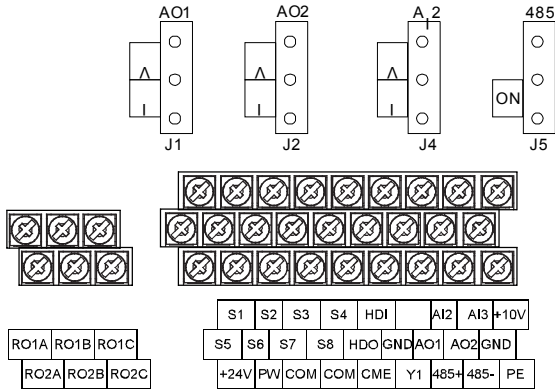 AO1 AO2 AI2 485
V V V
I I I ON
J1 J2 J4 J5
S1 S2 S3 S4 HDI AI2 AI3 +10V
RO1A RO1B RO1C S5 S6 S7 S8 HDO GND AO1 AO2 GND
RO2A RO2B RO2C +24V PW COM COM CME Y1 485+ 485- PE